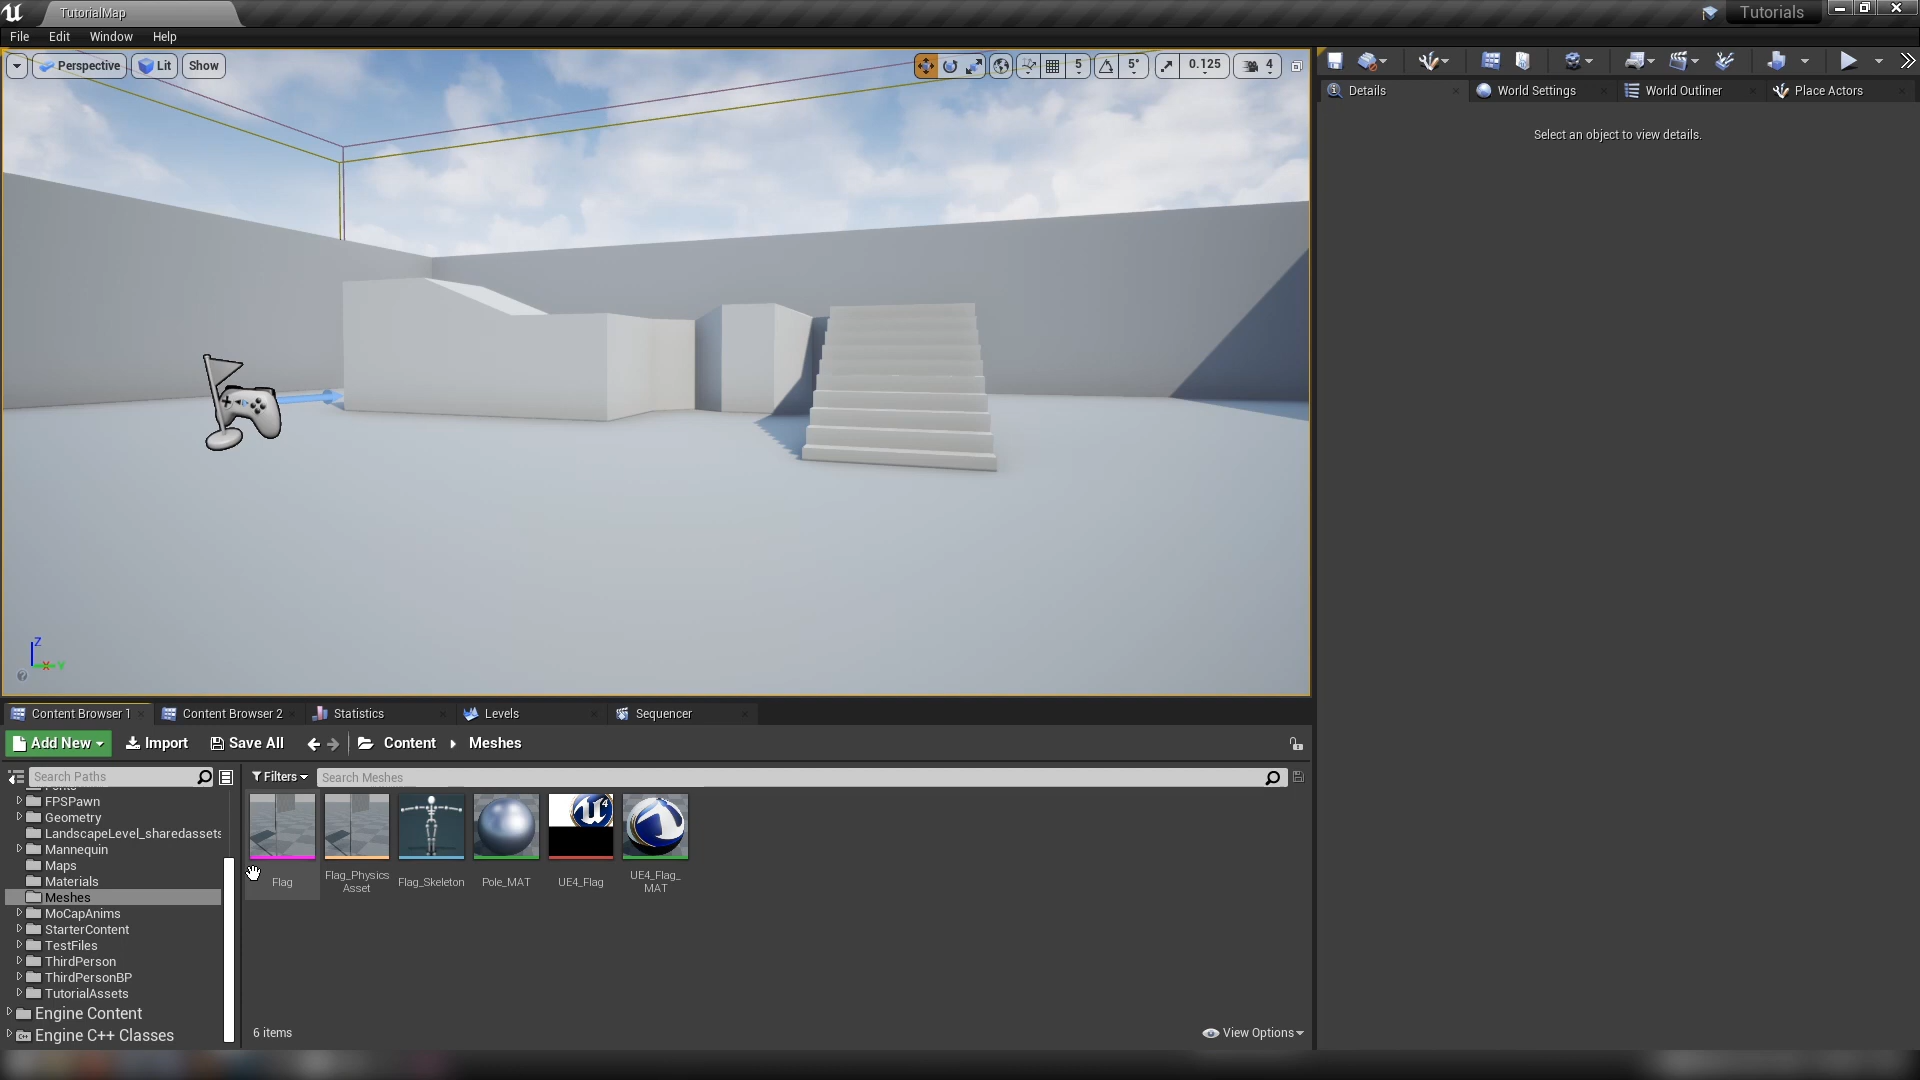 TutorialMap
Tutorials
File Edit Window Help
Perspective Lit Show
5 5° 0.125 4
Details World Settings World Outliner Place Actors
Select an object to view details.
Z
Y
Content Browser 1 Content Browser 2 Statistics Levels Sequencer
Add New Import Save All Content Meshes
Search Paths
Filters Search Meshes
FPSPawn
Geometry
LandscapeLevel_sharedassets
Mannequin
Maps
Materials
Meshes
MoCapAnims
StarterContent
TestFiles
ThirdPerson
ThirdPersonBP
TutorialAssets
Engine Content
Engine C++ Classes
Flag
Flag_Physics
Asset
Flag_Skeleton
Pole_MAT
UE4_Flag
UE4_Flag_
MAT
6 items
View Options